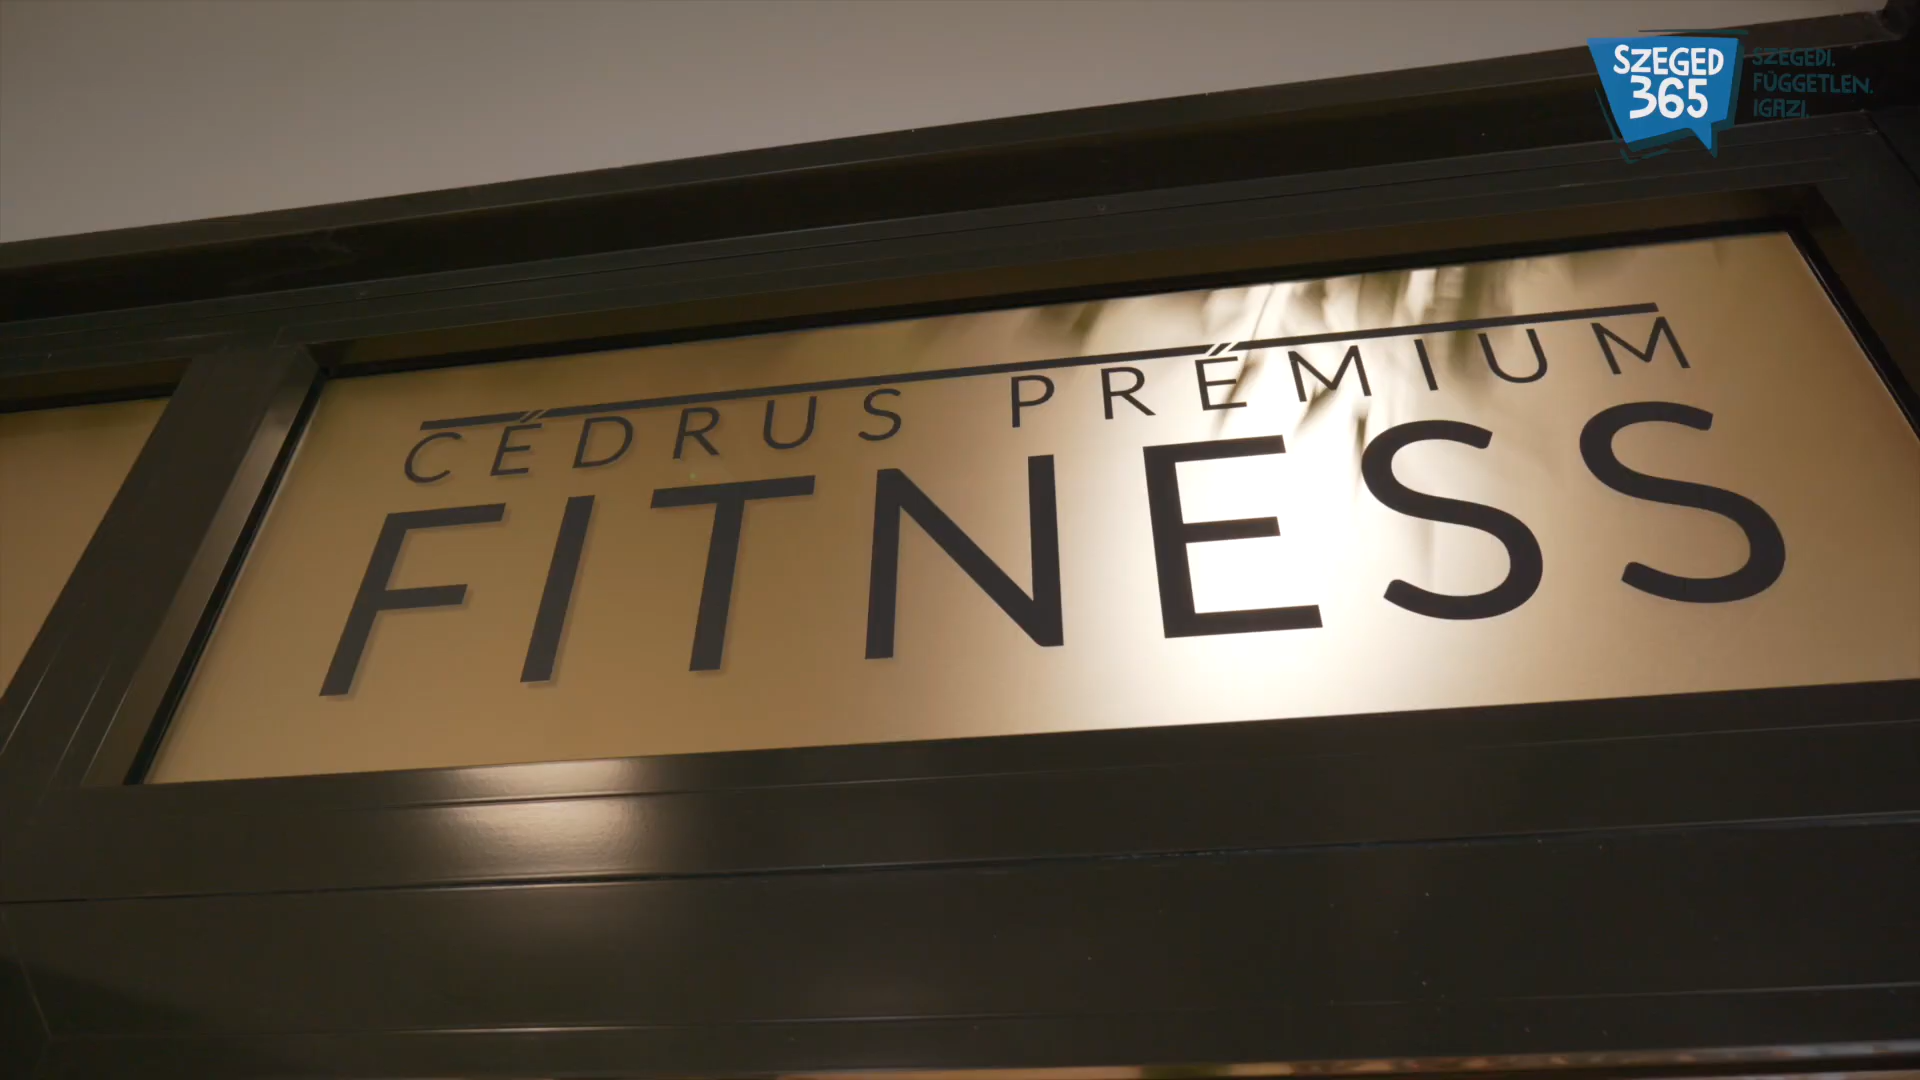 SZEGED
365
SZEGEDI.
FÜGGETLEN.
IGAZI.
CÉDRUS PRÉMIUM
FITNESS